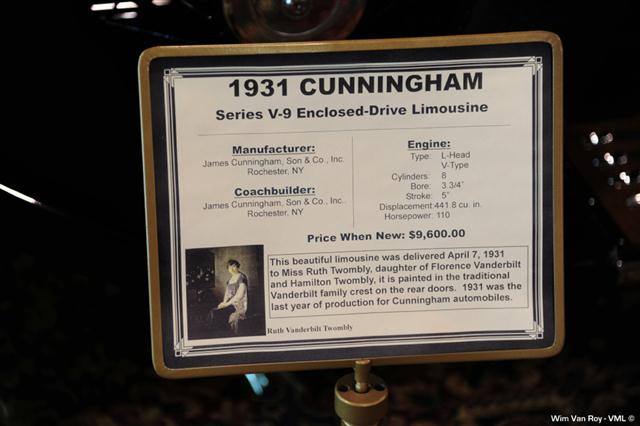 1931 CUNNINGHAM
Series V-9 Enclosed-Drive Limousine
Manufacturer:
James Cunningham, Son & Co., Inc.
Rochester, NY
Coachbuilder:
James Cunningham, Son & Co., Inc..
Rochester, NY
Engine:
Type: L-Head
V-Type
Cylinders: 8
Bore: 3.3/4"
Stroke: 5"
Displacement:441.8 cu. in.
Horsepower: 110
Price When New: $9,600.00
This beautiful limousine was delivered April 7, 1931
to Miss Ruth Twombly, daughter of Florence Vanderbilt
and Hamilton Twombly, it is painted in the traditional
Vanderbilt family crest on the rear doors. 1931 was the
last year of production for Cunningham automobiles.
Ruth Vanderbilt Twombly
Wim Van Roy - VML ©